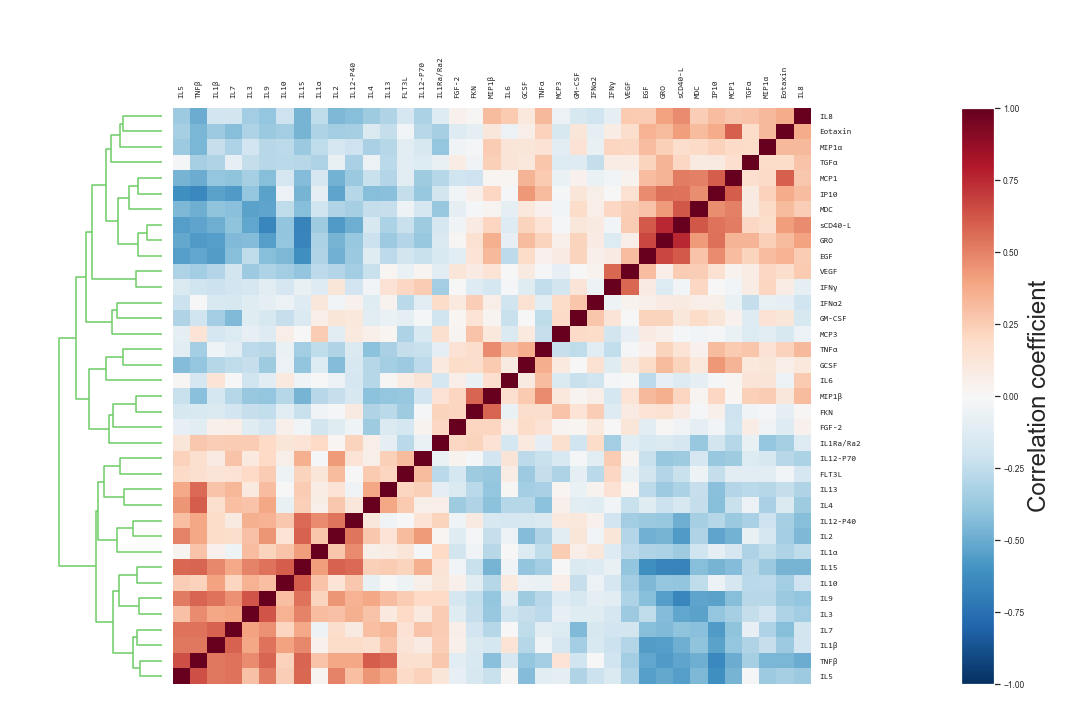 IL5 TNFβ IL1β IL7 IL3 IL9 IL10 IL15 IL1α IL2 IL12-P40 IL4 IL13 FLT3L IL12-P70 IL1Ra/Ra2 FGF-2 FKN MIP1β IL6 GCSF TNFα MCP3 GM-CSF IFNα2 IFNγ VEGF EGF GRO sCD40-L MDC IP10 MCP1 TGFα MIP1α Eotaxin IL8
IL8
Eotaxin
MIP1α
TGFα
MCP1
IP10
MDC
sCD40-L
GRO
EGF
VEGF
IFNγ
IFNα2
GM-CSF
MCP3
TNFα
GCSF
IL6
MIP1β
FKN
FGF-2
IL1Ra/Ra2
IL12-P70
FLT3L
IL13
IL4
IL12-P40
IL2
IL1α
IL15
IL10
IL9
IL3
IL7
IL1β
TNFβ
IL5
1.00
0.75
0.50
0.25
0.00
−0.25
−0.50
−0.75
−1.00
Correlation coefficient